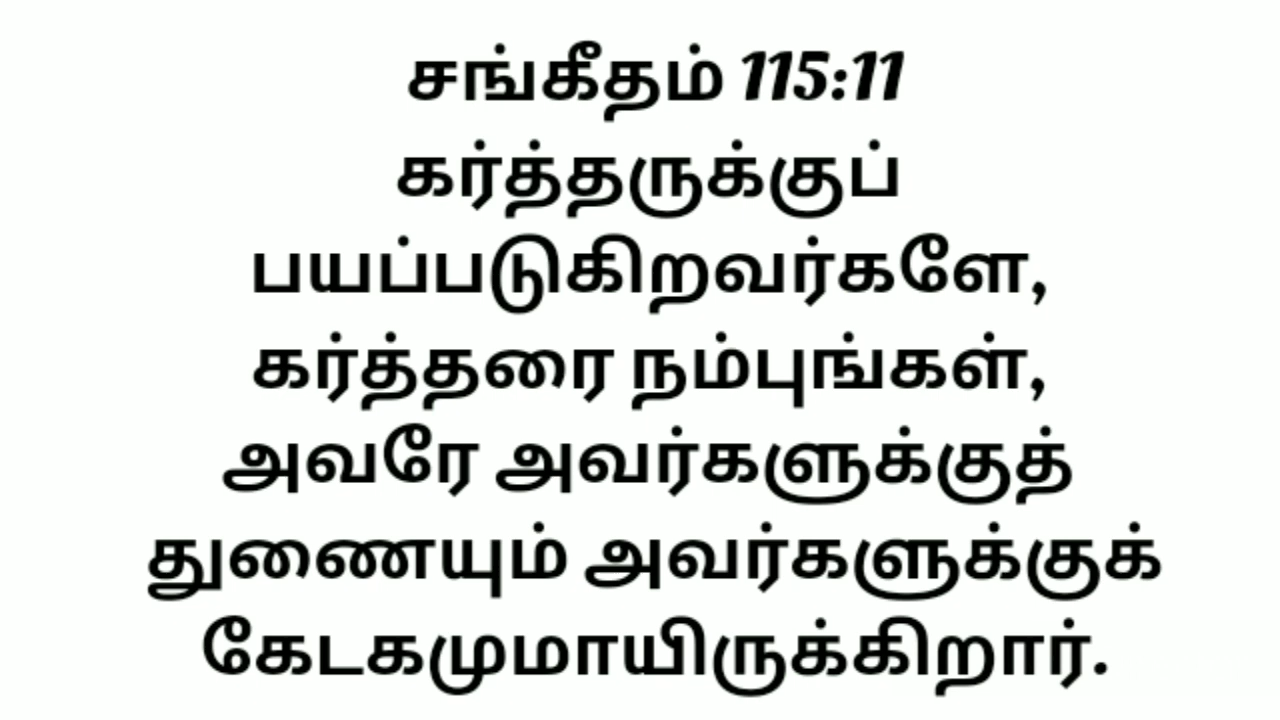 சங்கீதம் 115:11
கர்த்தருக்குப்
பயப்படுகிறவர்களே,
கர்த்தரை நம்புங்கள்,
அவரே அவர்களுக்குத்
துணையும் அவர்களுக்குக்
கேடகமுமாயிருக்கிறார்.